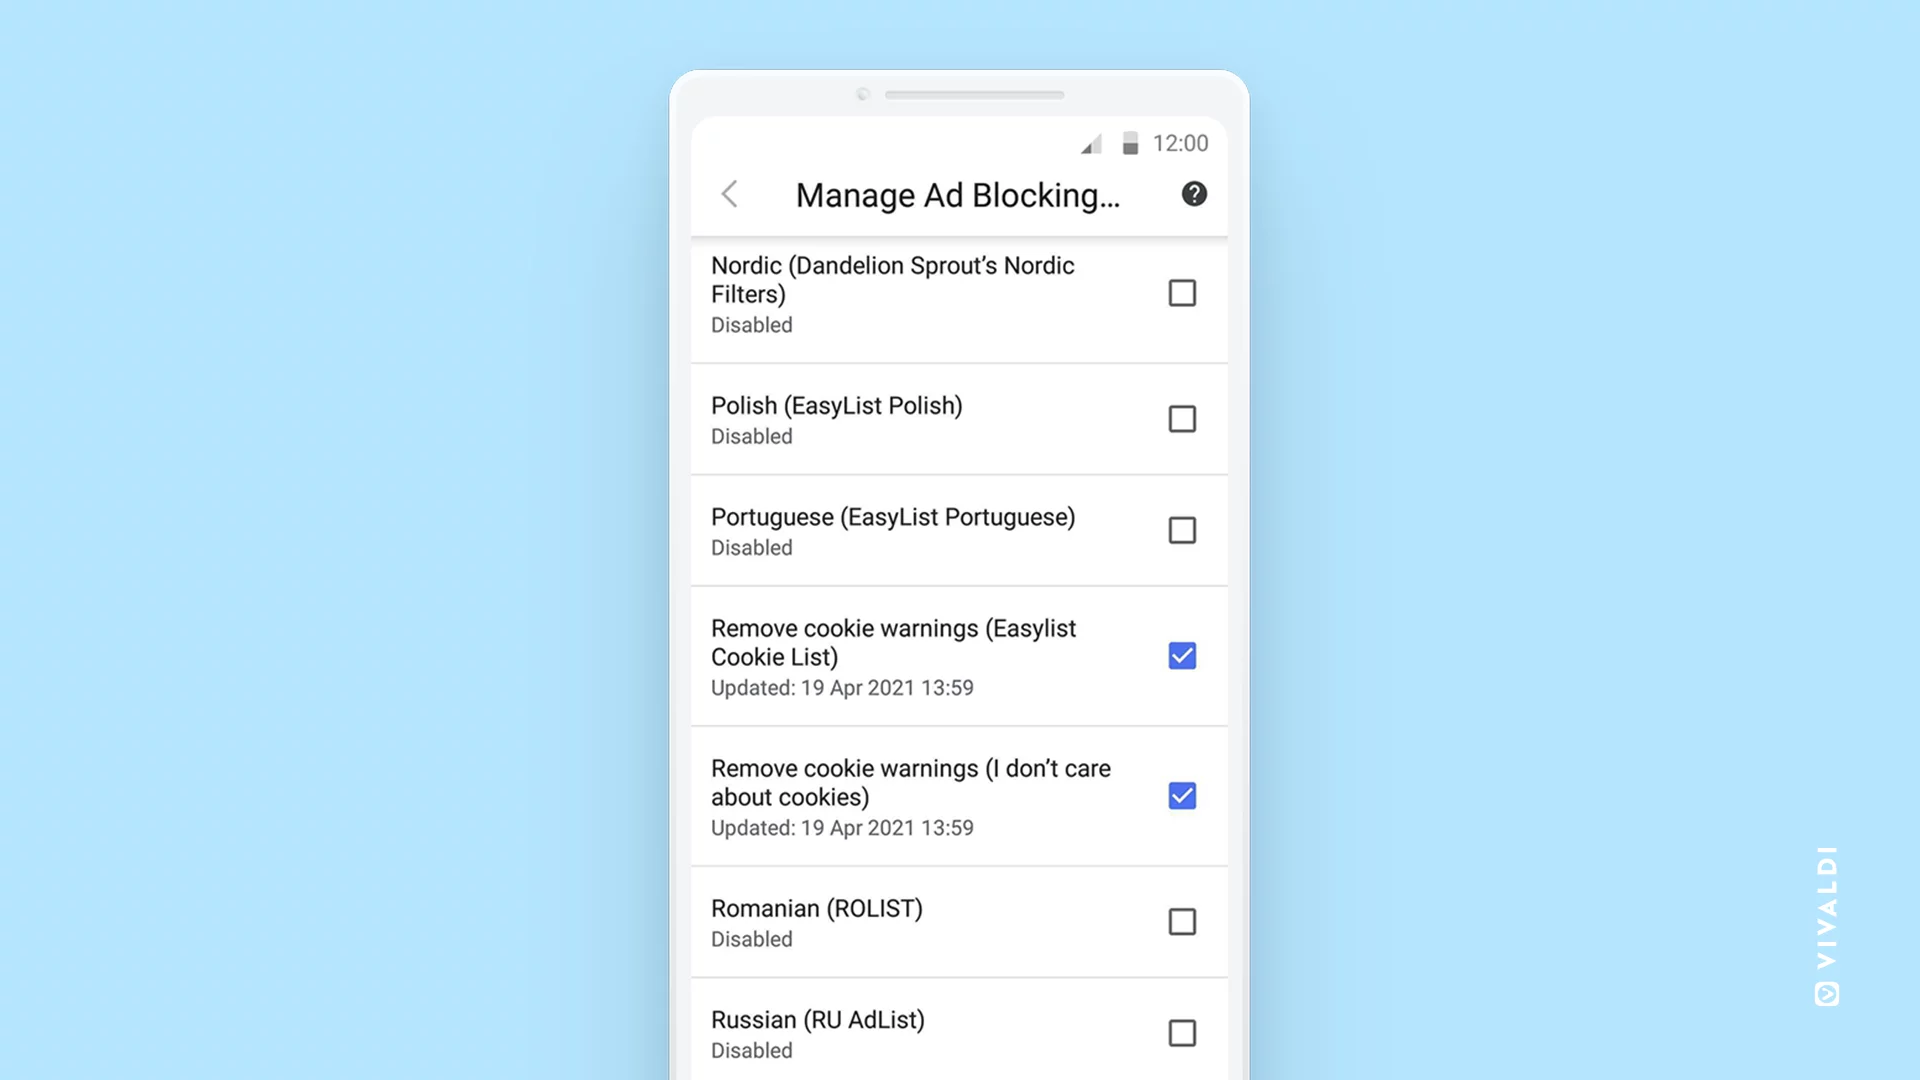 12:00
Manage Ad Blocking...
Nordic (Dandelion Sprout’s Nordic
Filters)
Disabled
Polish (EasyList Polish)
Disabled
Portuguese (EasyList Portuguese)
Disabled
Remove cookie warnings (Easylist
Cookie List)
Updated: 19 Apr 2021 13:59
Remove cookie warnings (I don’t care
about cookies)
Updated: 19 Apr 2021 13:59
Romanian (ROLIST)
Disabled
Russian (RU AdList)
Disabled
VIVALDI